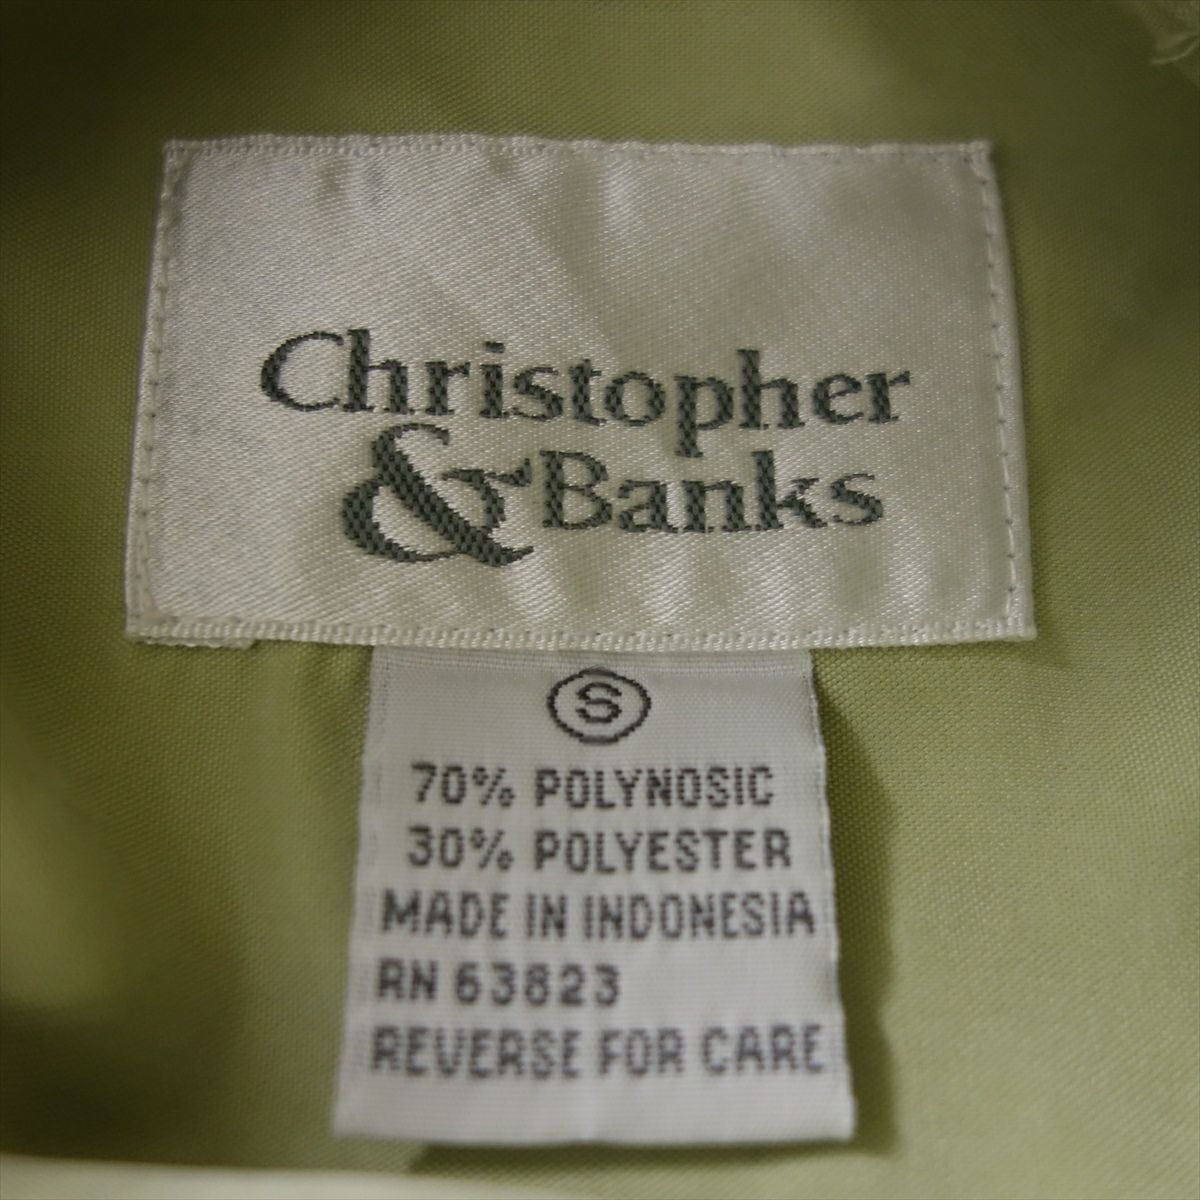 Christopher
& Banks
S
70% POLYNOSIC
30% POLYESTER
MADE IN INDONESIA
RN 63823
REVERSE FOR CARE